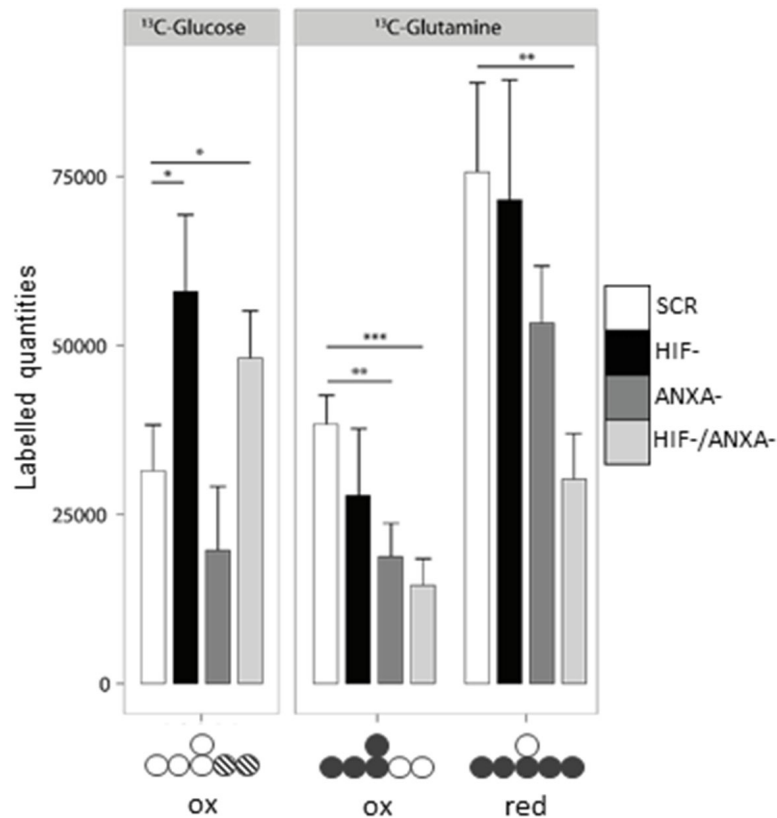 ¹³C-Glucose
¹³C-Glutamine
Labelled quantities
75000
50000
25000
0
*
*
***
**
**
SCR
HIF-
ANXA-
HIF-/ANXA-
ox
ox
red